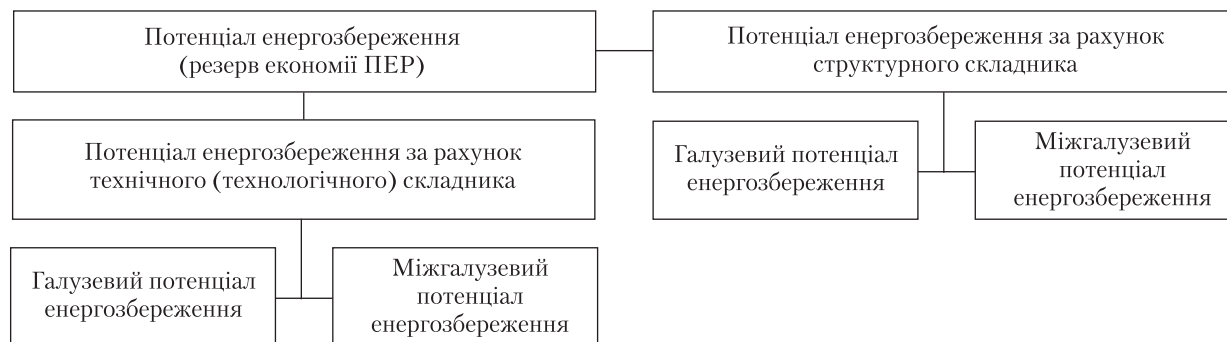 Потенціал енергозбереження
(резерв економії ПЕР)
Потенціал енергозбереження за рахунок
структурного складника
Потенціал енергозбереження за рахунок
технічного (технологічного) складника
Галузевий потенціал
енергозбереження
Міжгалузевий
потенціал
енергозбереження
Галузевий потенціал
енергозбереження
Міжгалузевий
потенціал
енергозбереження